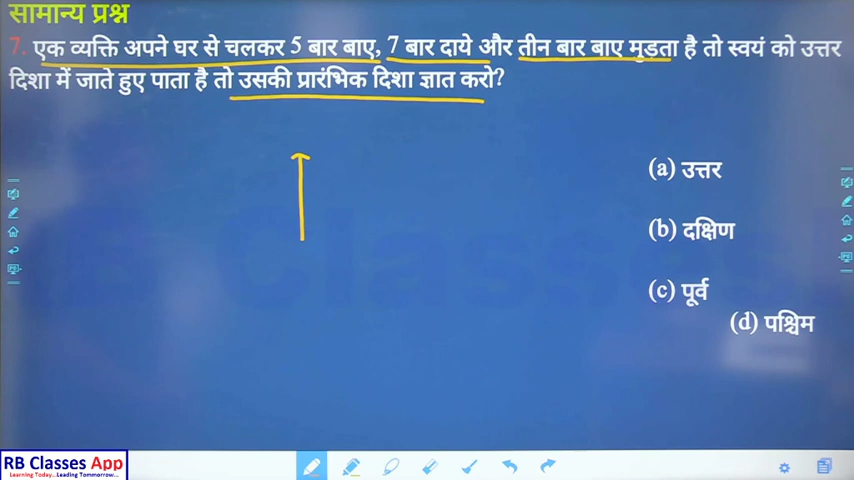 सामान्य प्रश्न
7. एक व्यक्ति अपने घर से चलकर 5 बार बाए, 7 बार दाये और तीन बार बाए मुडता है तो स्वयं को उत्तर
दिशा में जाते हुए पाता है तो उसकी प्रारंभिक दिशा ज्ञात करो?
(a) उत्तर
(b) दक्षिण
(c) पूर्व
(d) पश्चिम
RB Classes App
Learning Today...Leading Tommorrow...